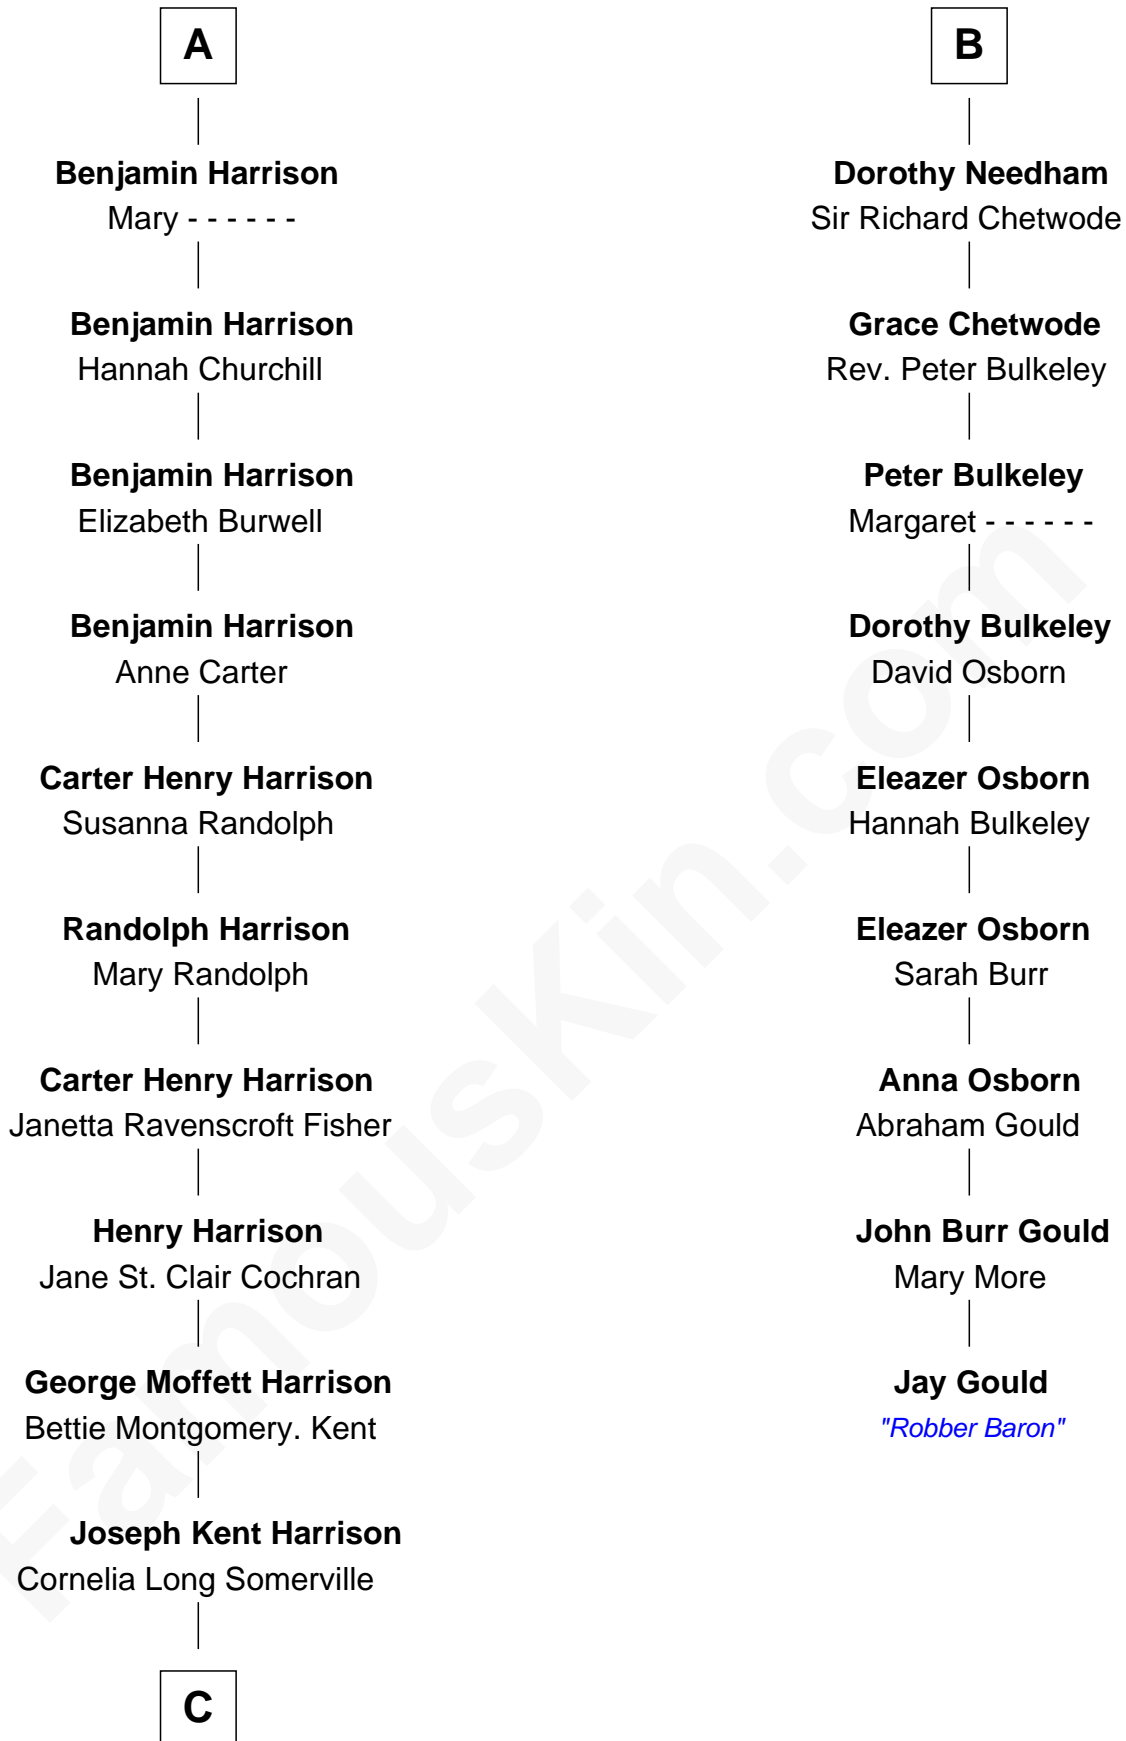 A
Benjamin Harrison
Mary - - - - - -
Benjamin Harrison
Hannah Churchill
Benjamin Harrison
Elizabeth Burwell
Benjamin Harrison
Anne Carter
Carter Henry Harrison
Susanna Randolph
Randolph Harrison
Mary Randolph
Carter Henry Harrison
Janetta Ravenscroft Fisher
Henry Harrison
Jane St. Clair Cochran
George Moffett Harrison
Bettie Montgomery. Kent
Joseph Kent Harrison
Cornelia Long Somerville
C
B
Dorothy Needham
Sir Richard Chetwode
Grace Chetwode
Rev. Peter Bulkeley
Peter Bulkeley
Margaret - - - - - -
Dorothy Bulkeley
David Osborn
Eleazer Osborn
Hannah Bulkeley
Eleazer Osborn
Sarah Burr
Anna Osborn
Abraham Gould
John Burr Gould
Mary More
Jay Gould
"Robber Baron"
FamousKin.com